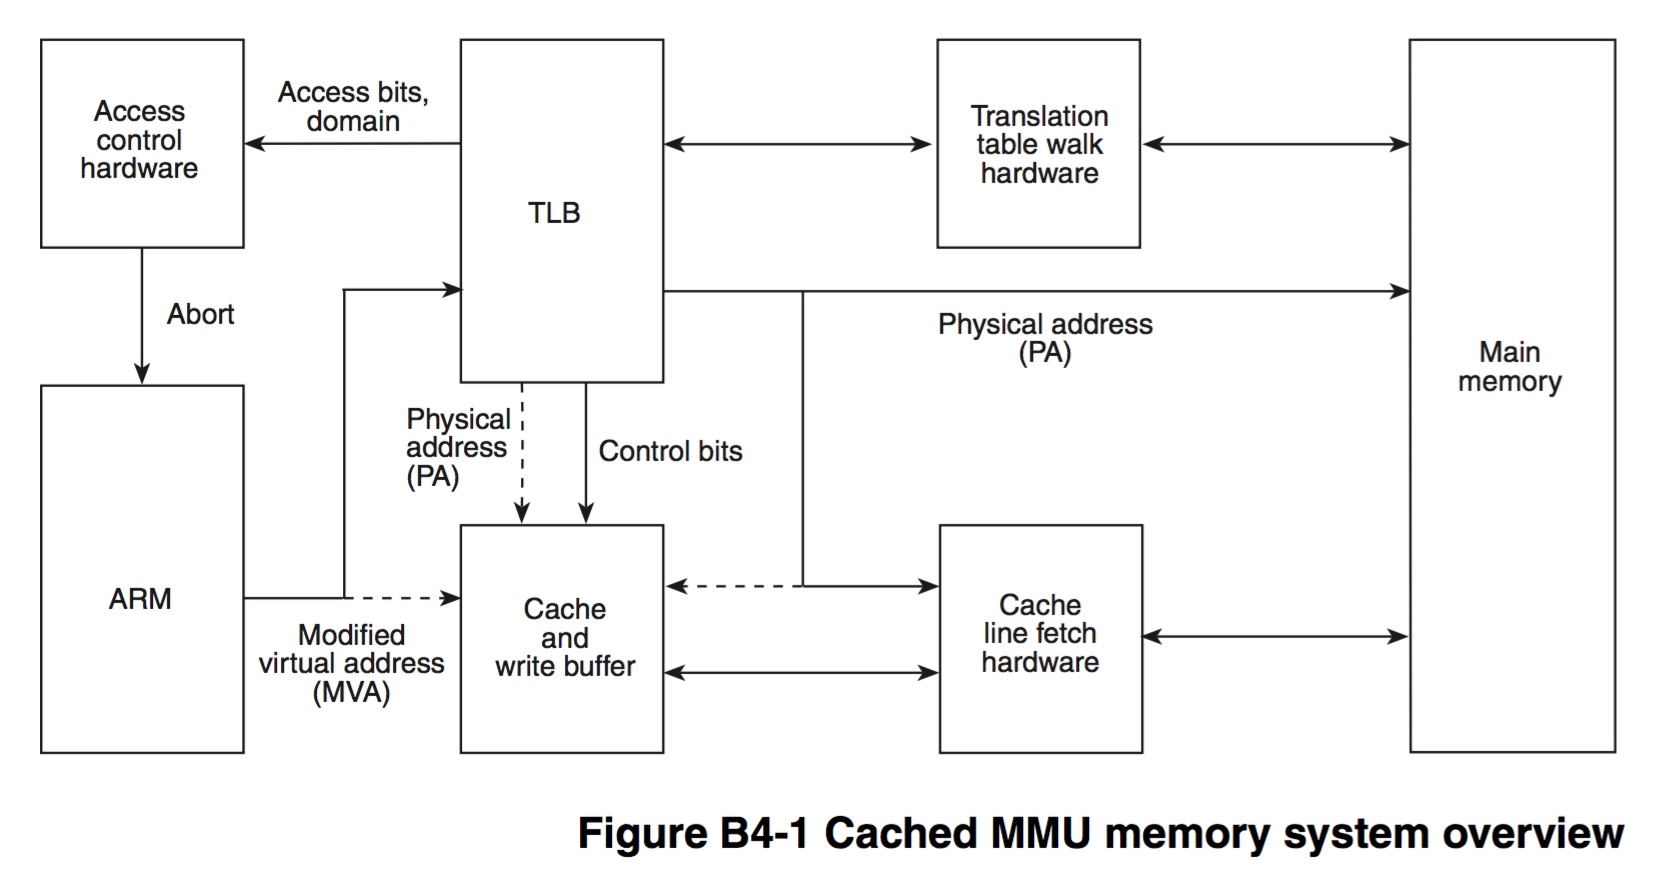 Access
control
hardware
Access bits,
domain
TLB
Translation
table walk
hardware
Main
memory
Abort
Physical address
(PA)
Physical
address
(PA)
Control bits
ARM
Modified
virtual address
(MVA)
Cache
and
write buffer
Cache
line fetch
hardware
Figure B4-1 Cached MMU memory system overview